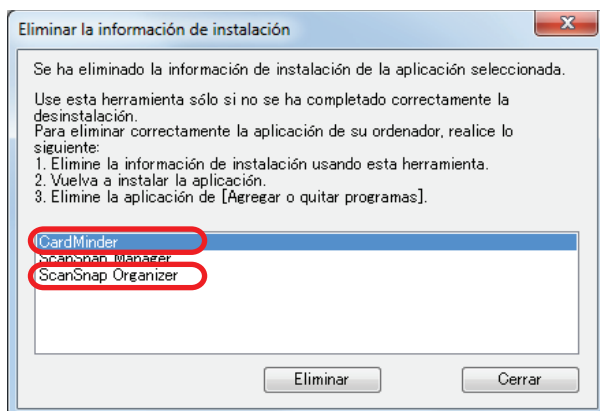 Eliminar la información de instalación
Se ha eliminado la información de instalación de la aplicación seleccionada.
Use esta herramienta sólo si no se ha completado correctamente la
desinstalación.
Para eliminar correctamente la aplicación de su ordenador, realice lo
siguiente:
1. Elimine la información de instalación usando esta herramienta.
2. Vuelva a instalar la aplicación.
3. Elimine la aplicación de [Agregar o quitar programas].
CardMinder
ScanSnap Manager
ScanSnap Organizer
Eliminar
Cerrar